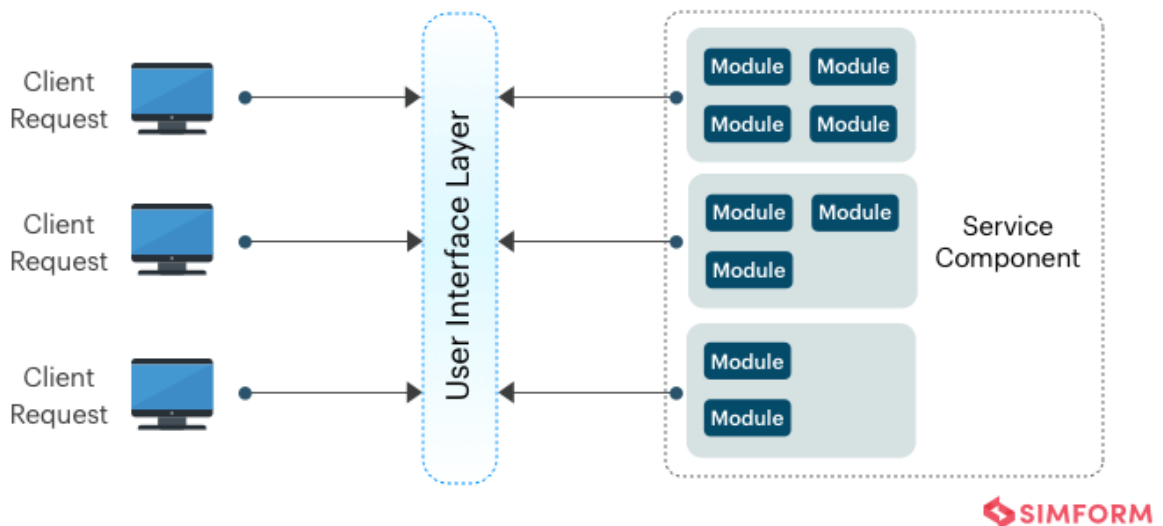 Client
Request
Client
Request
Client
Request
User Interface Layer
Module Module
Module Module
Module Module
Module
Module
Module
Service
Component
SIMFORM